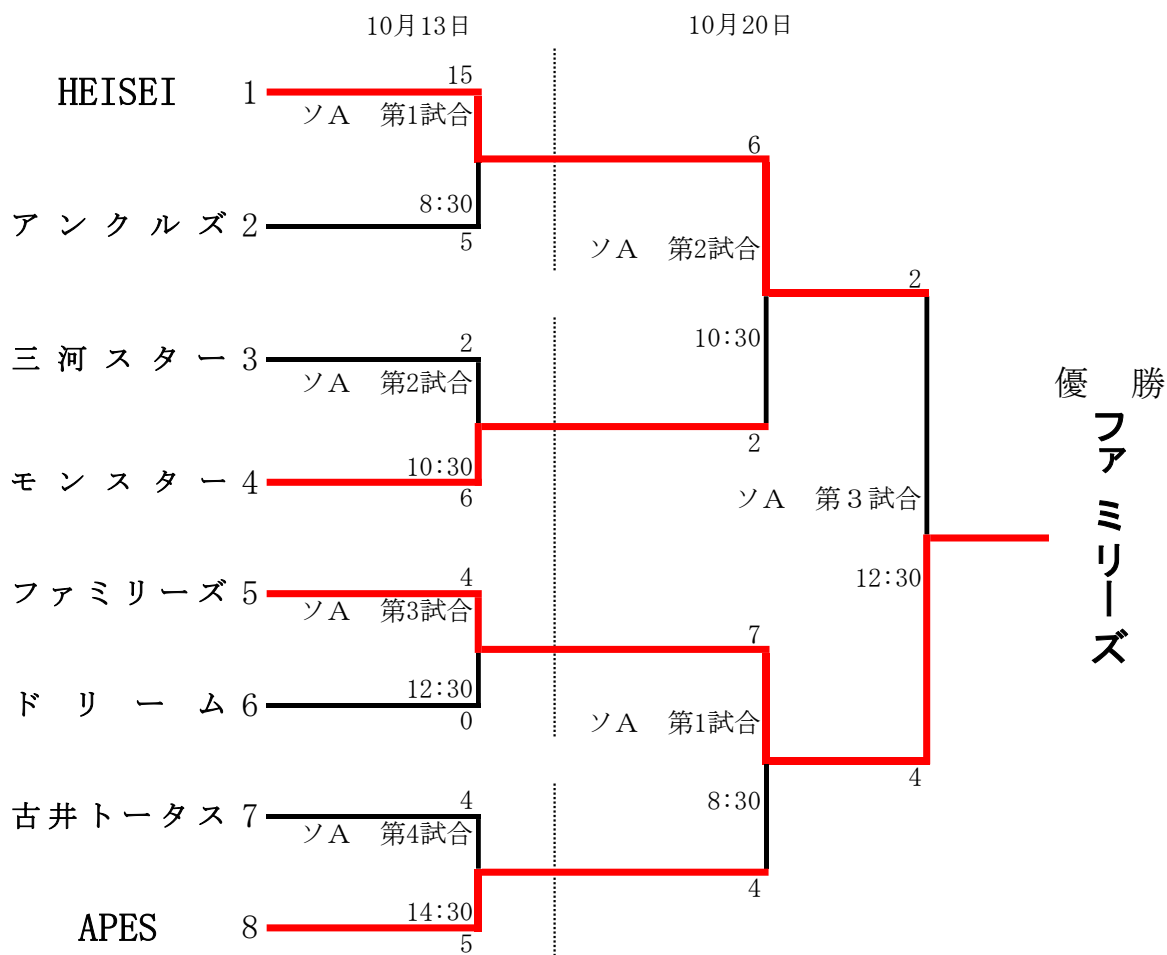 10月13日
10月20日
HEISEI 1
15
ソA 第1試合
6
8:30
アンクルズ 2
5
ソA 第2試合
2
三河スター 3
2
10:30
ソA 第2試合
優 勝
ファミリーズ
2
モンスター 4
10:30
6
ソA 第３試合
ファミリーズ 5
4
12:30
ソA 第3試合
7
ドリーム 6
12:30
0
ソA 第1試合
4
古井トータス 7
4
8:30
ソA 第4試合
4
APES 8
14:30
5